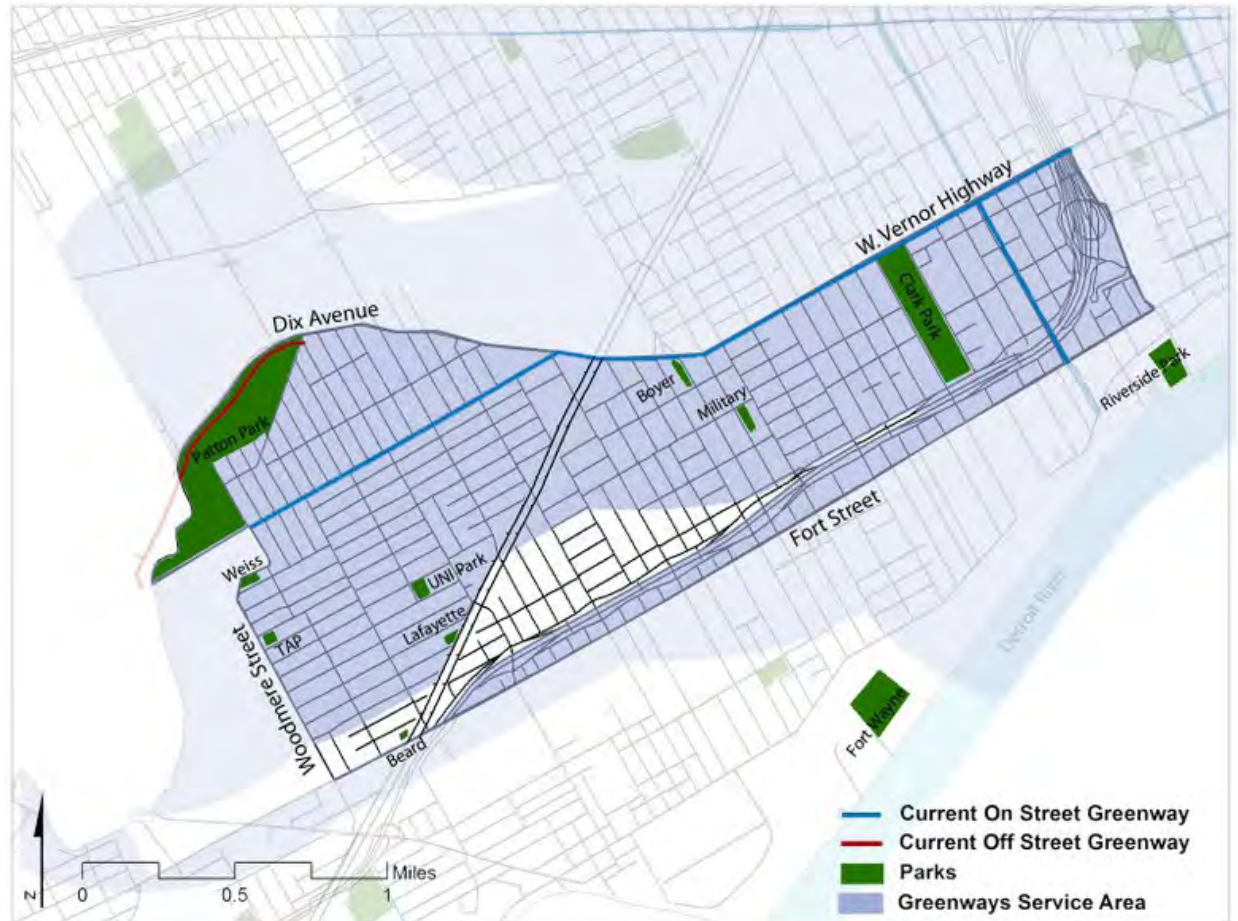 W. Vernor Highway
Dix Avenue
Clark Park
Riverside Park
Boyer
Military
Patton Park
Fort Street
Weiss
UNI Park
Lafayette
TAP
Detroit River
Woodmere Street
Fort Wayne
Beard
N
Miles
0 0.5 1
Current On Street Greenway
Current Off Street Greenway
Parks
Greenways Service Area